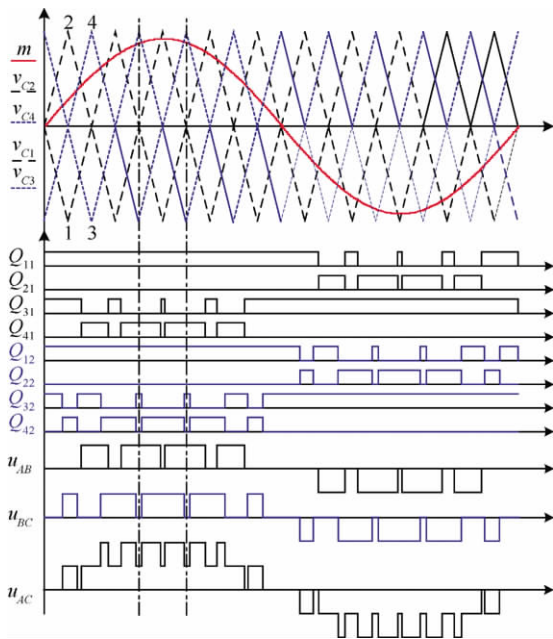 2 4
m
v_C2
v_C4
v_C1
v_C3
1 3
Q_11
Q_21
Q_31
Q_41
Q_12
Q_22
Q_32
Q_42
u_AB
u_BC
u_AC